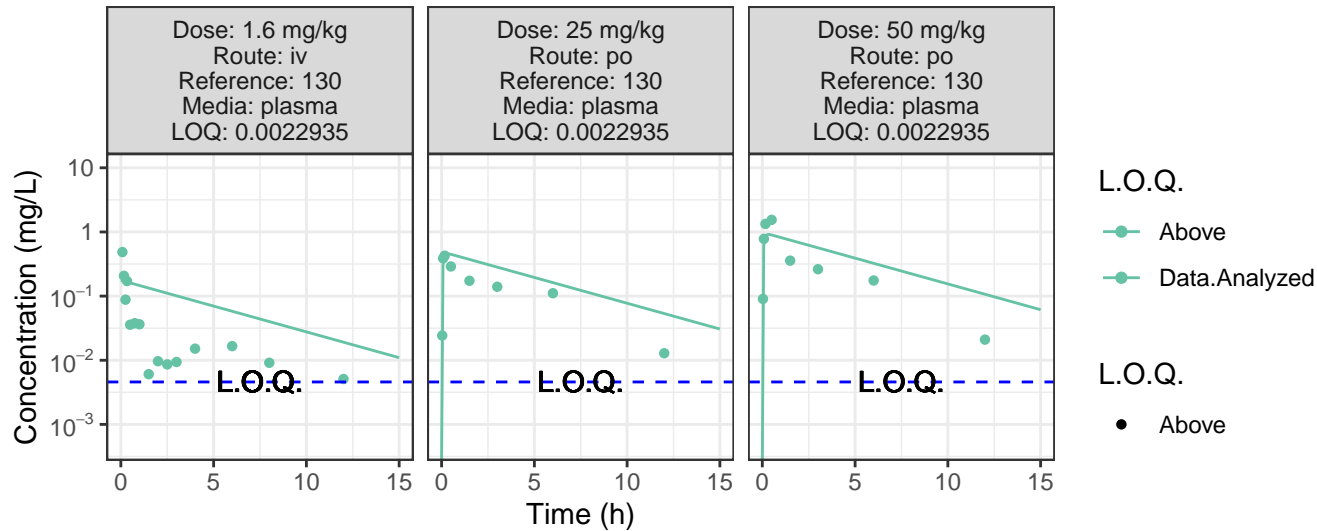 Dose: 1.6 mg/kg
Route: iv
Reference: 130
Media: plasma
LOQ: 0.0022935
Dose: 25 mg/kg
Route: po
Reference: 130
Media: plasma
LOQ: 0.0022935
Dose: 50 mg/kg
Route: po
Reference: 130
Media: plasma
LOQ: 0.0022935
Concentration (mg/L)
10
1
10⁻¹
10⁻²
10⁻³
L.O.Q.
L.O.Q.
L.O.Q.
0 5 10 15
0 5 10 15
0 5 10 15
Time (h)
L.O.Q.
Above
Data.Analyzed
L.O.Q.
Above